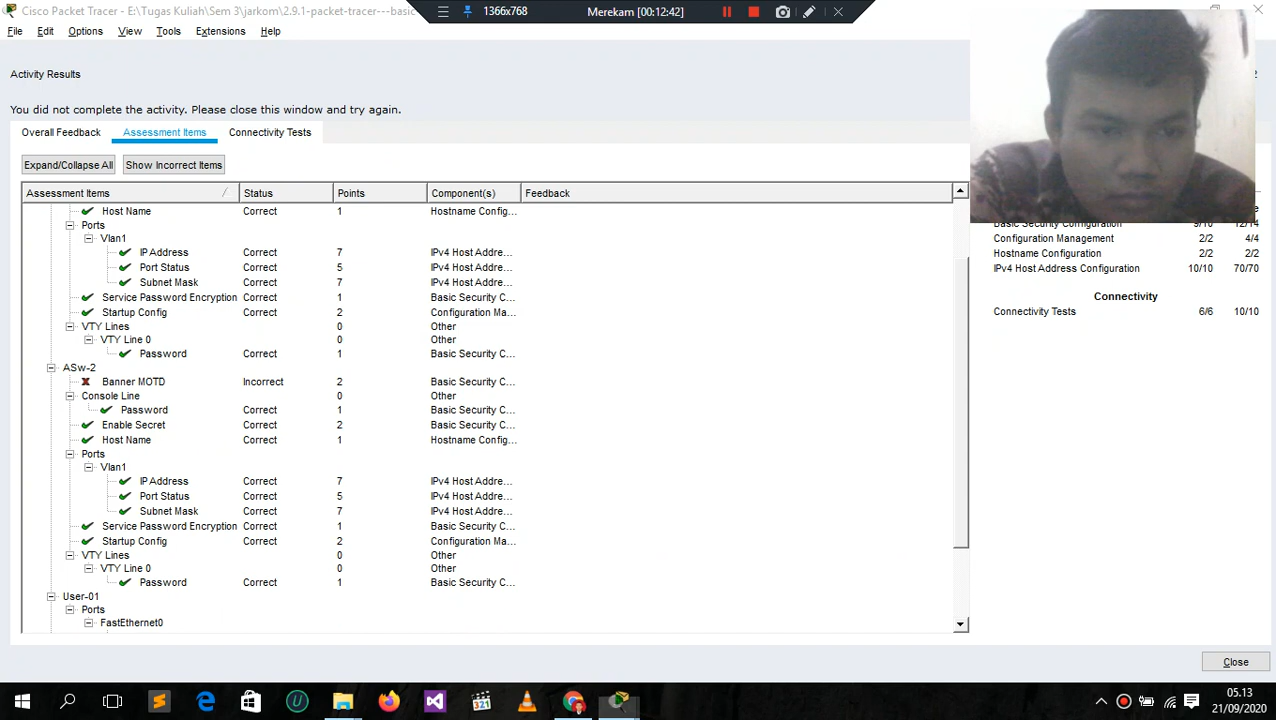 Cisco Packet Tracer - E:\Tugas Kuliah\Sem 3\jarkom\2.9.1-packet-tracer---basic
1366x768
Merekam [00:12:42]
File Edit Options View Tools Extensions Help
Activity Results
You did not complete the activity. Please close this window and try again.
Overall Feedback Assessment Items Connectivity Tests
Expand/Collapse All Show Incorrect Items
Assessment Items Status Points Component(s) Feedback
Host Name Correct 1 Hostname Config...
Ports
Vlan1
IP Address Correct 7 IPv4 Host Addre...
Port Status Correct 5 IPv4 Host Addre...
Subnet Mask Correct 7 IPv4 Host Addre...
Service Password Encryption Correct 1 Basic Security C...
Startup Config Correct 2 Configuration Ma...
VTY Lines 0 Other
VTY Line 0 0 Other
Password Correct 1 Basic Security C...
ASw-2
Banner MOTD Incorrect 2 Basic Security C...
Console Line 0 Other
Password Correct 1 Basic Security C...
Enable Secret Correct 2 Basic Security C...
Host Name Correct 1 Hostname Config...
Ports
Vlan1
IP Address Correct 7 IPv4 Host Addre...
Port Status Correct 5 IPv4 Host Addre...
Subnet Mask Correct 7 IPv4 Host Addre...
Service Password Encryption Correct 1 Basic Security C...
Startup Config Correct 2 Configuration Ma...
VTY Lines 0 Other
VTY Line 0 0 Other
Password Correct 1 Basic Security C...
User-01
Ports
FastEthernet0
Basic Security Configuration 9/10 12/14
Configuration Management 2/2 4/4
Hostname Configuration 2/2 2/2
IPv4 Host Address Configuration 10/10 70/70
Connectivity
Connectivity Tests 6/6 10/10
Close
321
05.13
21/09/2020